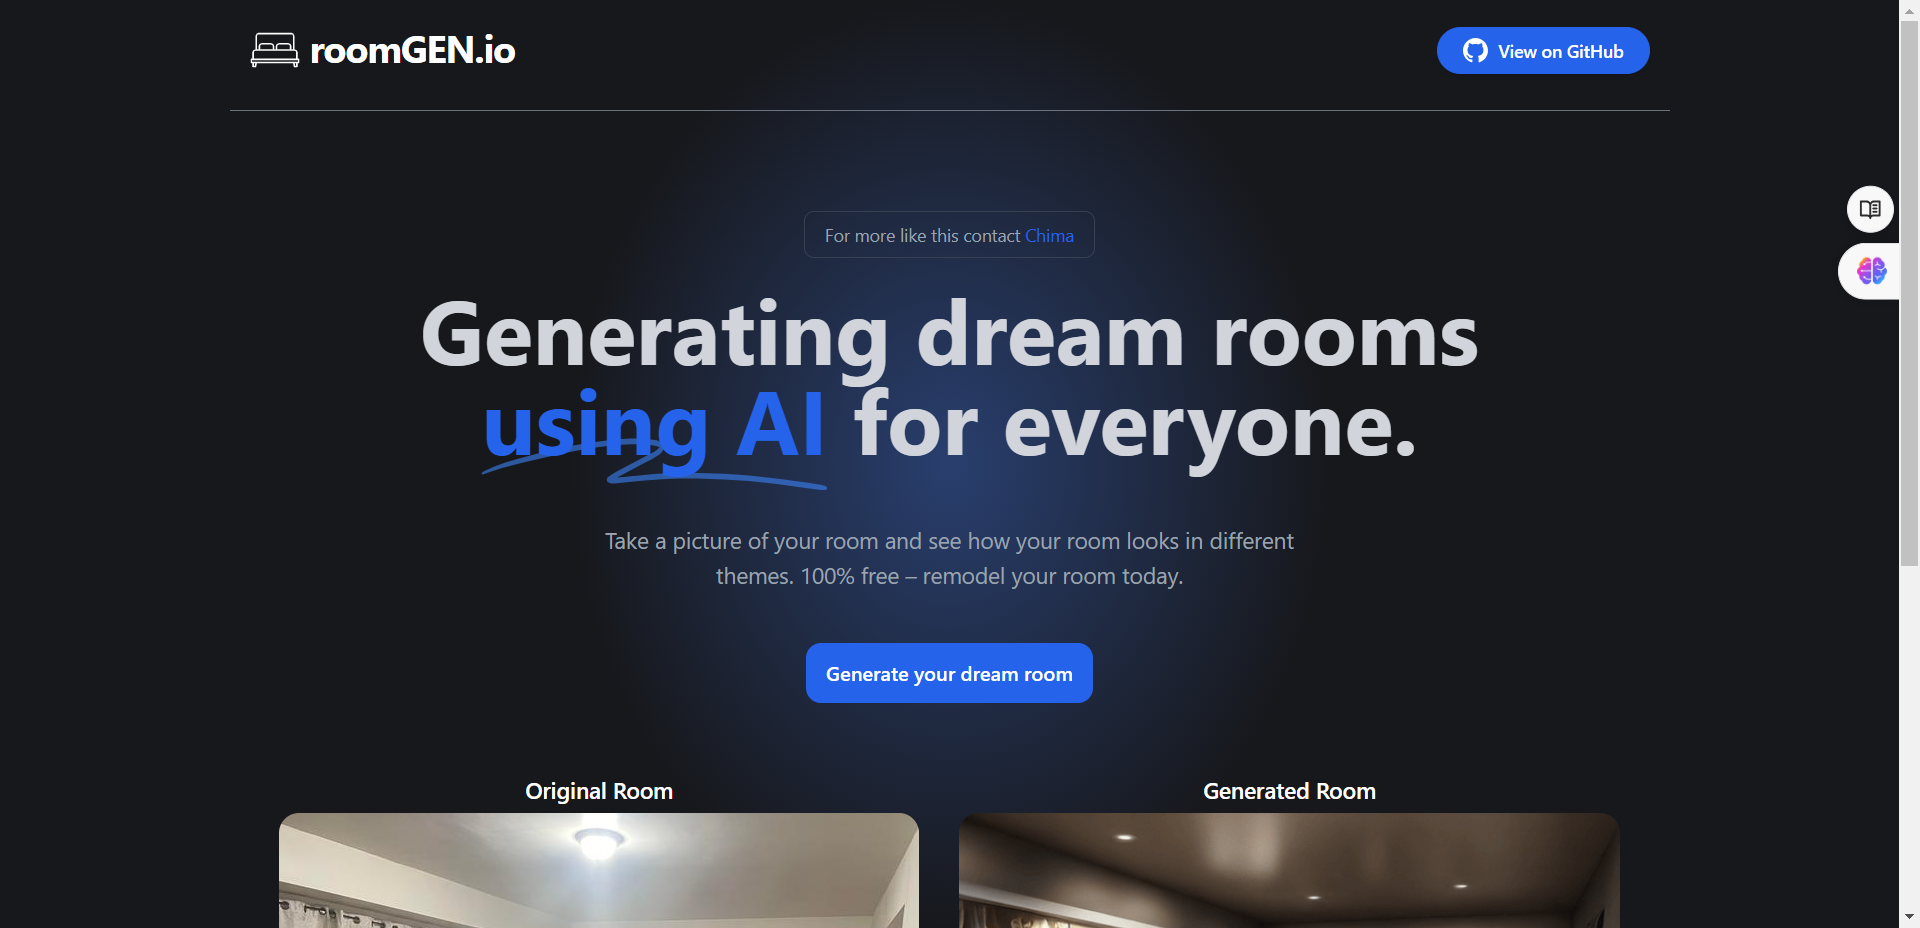 roomGEN.io
View on GitHub
For more like this contact Chima
Generating dream rooms
using AI for everyone.
Take a picture of your room and see how your room looks in different
themes. 100% free – remodel your room today.
Generate your dream room
Original Room
Generated Room